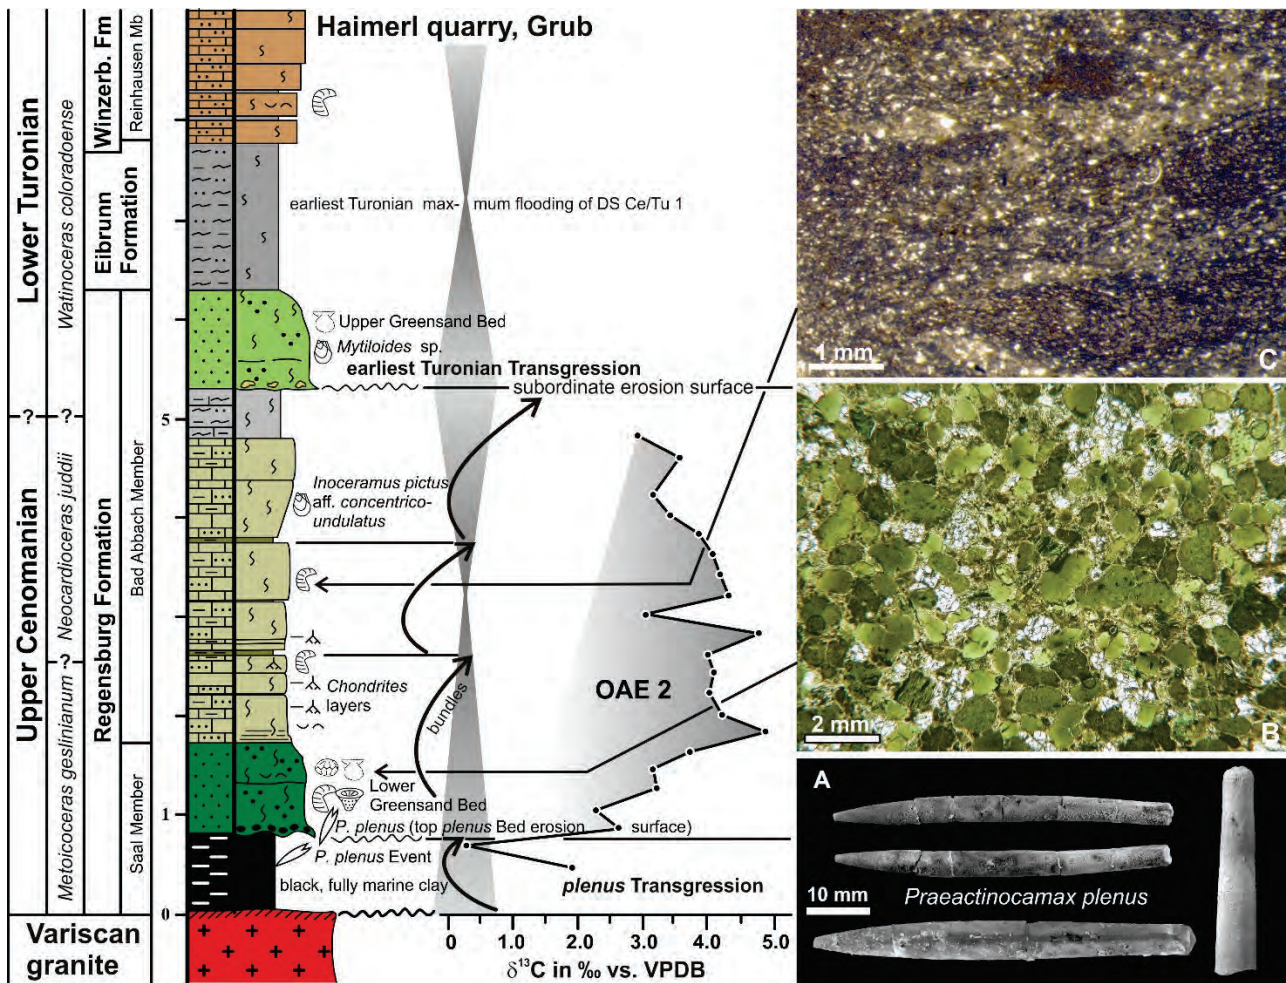 Haimerl quarry, Grub
Lower Turonian
Watinoceras coloradoense
Winzerb. Fm
Reinhausen Mb
Eibrunn
Formation
earliest Turonian max- mum flooding of DS Ce/Tu 1
Upper Greensand Bed
Mytiloides sp.
earliest Turonian Transgression
subordinate erosion surface
-?-
-?-
5
Upper Cenomanian
Metoicoceras geslinianum
?
Neocardioceras juddii
Regensburg Formation
Bad Abbach Member
Saal Member
Inoceramus pictus
aff. concentrico-
undulatus
Chondrites
layers
bundles
OAE 2
Lower
Greensand Bed
1
P. plenus (top plenus Bed erosion surface)
P. plenus Event
black, fully marine clay
plenus Transgression
0
Variscan
granite
0 1.0 2.0 3.0 4.0 5.0
δ13C in ‰ vs. VPDB
1 mm
C
2 mm
B
A
10 mm
Praeactinocamax plenus